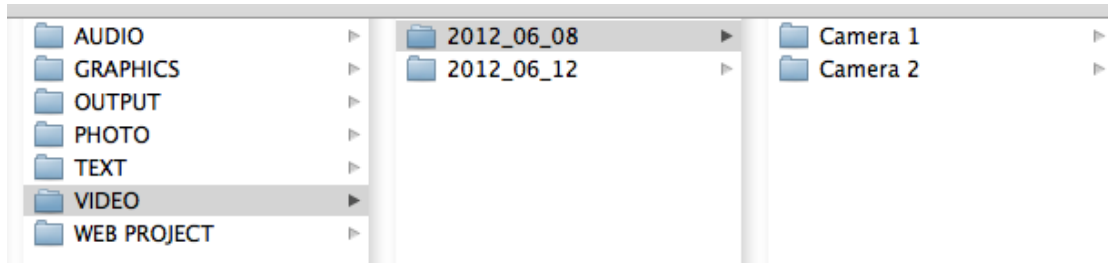 AUDIO
GRAPHICS
OUTPUT
PHOTO
TEXT
VIDEO
WEB PROJECT
2012_06_08
2012_06_12
Camera 1
Camera 2